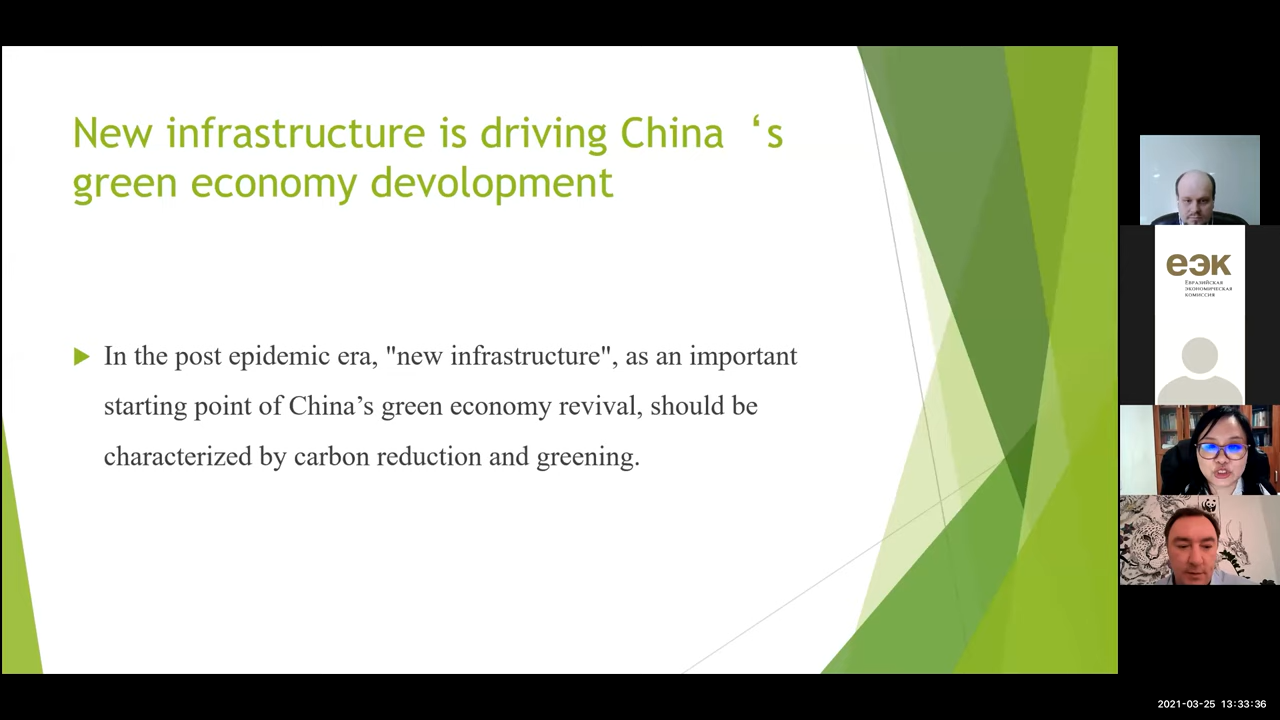 New infrastructure is driving China ‘s
green economy devolopment
In the post epidemic era, "new infrastructure", as an important
starting point of China’s green economy revival, should be
characterized by carbon reduction and greening.
еэк
ЕВРАЗИЙСКАЯ
ЭКОНОМИЧЕСКАЯ
КОМИССИЯ
2021-03-25 13:33:36